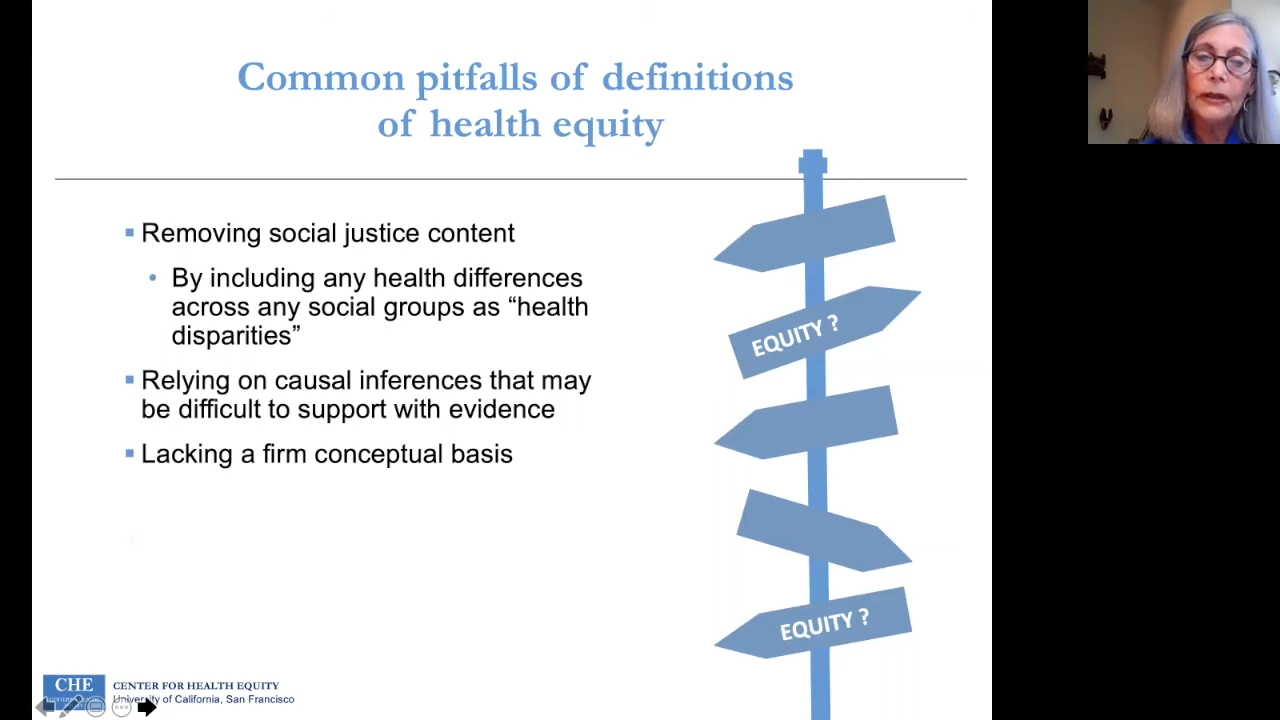 Common pitfalls of definitions
of health equity
Removing social justice content
By including any health differences
across any social groups as “health
disparities”
Relying on causal inferences that may
be difficult to support with evidence
Lacking a firm conceptual basis
EQUITY ?
EQUITY ?
CHE
CENTER FOR HEALTH EQUITY
University of California, San Francisco